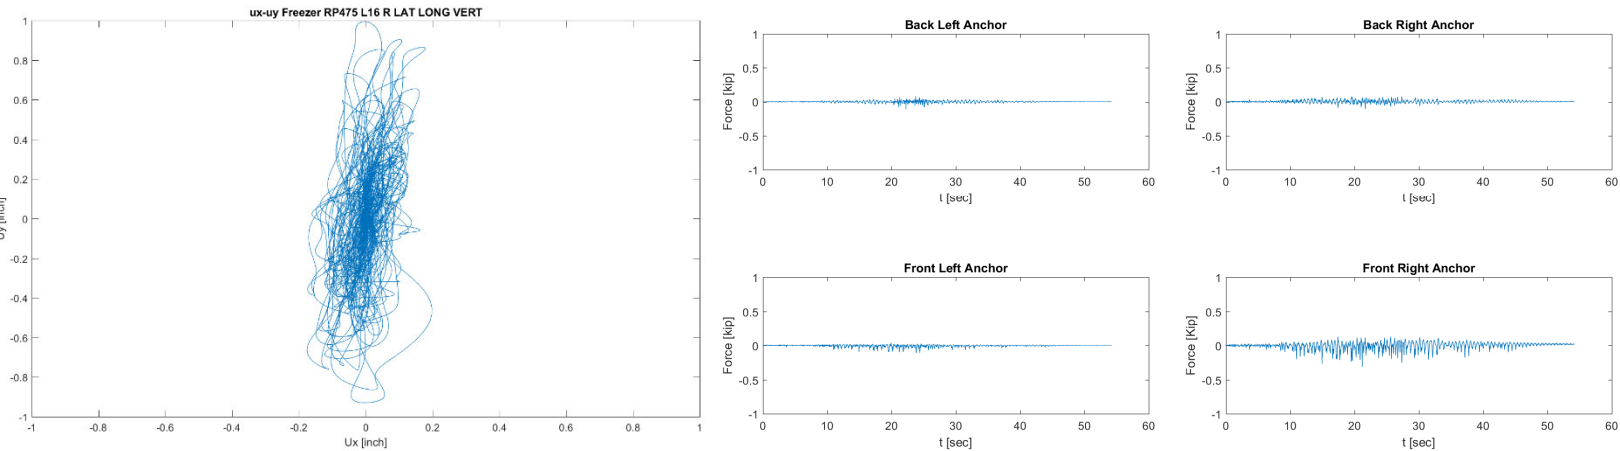 ux-uy Freezer RP475 L16 R LAT LONG VERT
1
0.8
0.6
0.4
0.2
0
-0.2
-0.4
-0.6
-0.8
-1
Uy [inch]
-1 -0.8 -0.6 -0.4 -0.2 0 0.2 0.4 0.6 0.8 1
Ux [inch]
Back Left Anchor
1
0.5
0
-0.5
-1
Force [kip]
0 10 20 30 40 50 60
t [sec]
Back Right Anchor
1
0.5
0
-0.5
-1
Force [kip]
0 10 20 30 40 50 60
t [sec]
Front Left Anchor
1
0.5
0
-0.5
-1
Force [kip]
0 10 20 30 40 50 60
t [sec]
Front Right Anchor
1
0.5
0
-0.5
-1
Force [Kip]
0 10 20 30 40 50 60
t [sec]